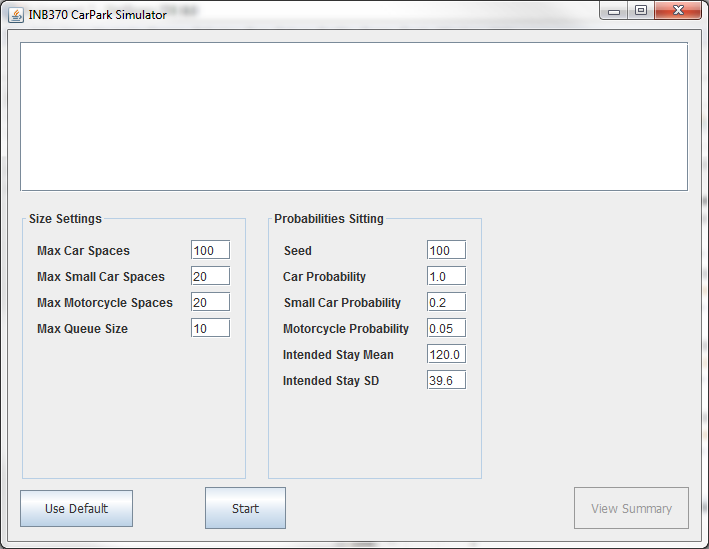 INB370 CarPark Simulator
Size Settings
Max Car Spaces 100
Max Small Car Spaces 20
Max Motorcycle Spaces 20
Max Queue Size 10
Probabilities Sitting
Seed 100
Car Probability 1.0
Small Car Probability 0.2
Motorcycle Probability 0.05
Intended Stay Mean 120.0
Intended Stay SD 39.6
Use Default
Start
View Summary